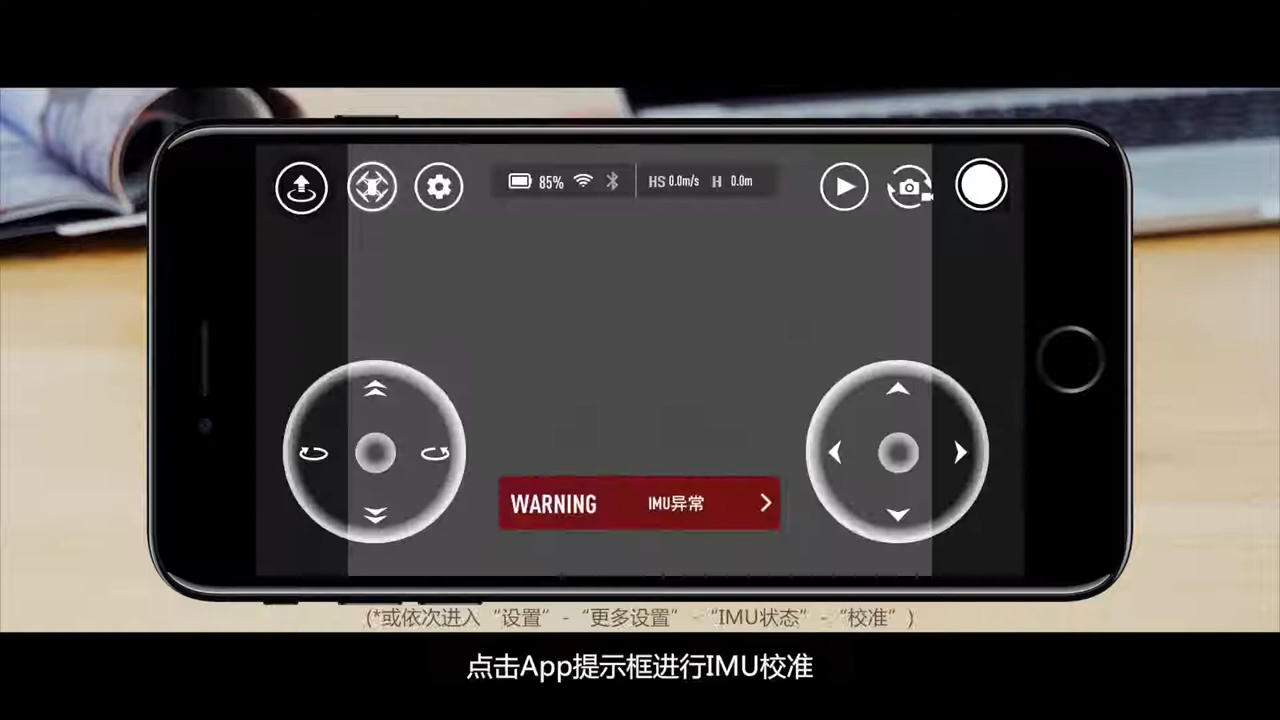 85%
HS 0.0m/s H 0.0m
WARNING IMU异常
(*或依次进入“设置” - “更多设置” - “IMU状态” - “校准”)
点击App提示框进行IMU校准